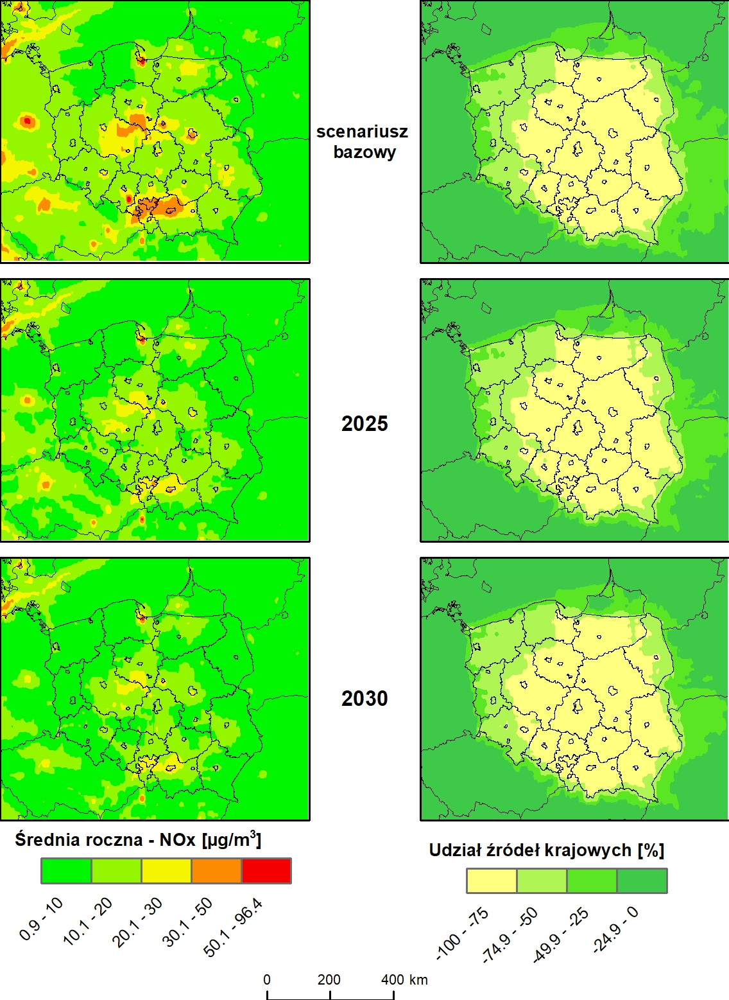 scenariusz
bazowy
2025
2030
Średnia roczna - NOx [µg/m³]
0.9 - 10
10.1 - 20
20.1 - 30
30.1 - 50
50.1 - 96.4
Udział źródeł krajowych [%]
-100 - -75
-74.9 - -50
-49.9 - -25
-24.9 - 0
0 200 400 km